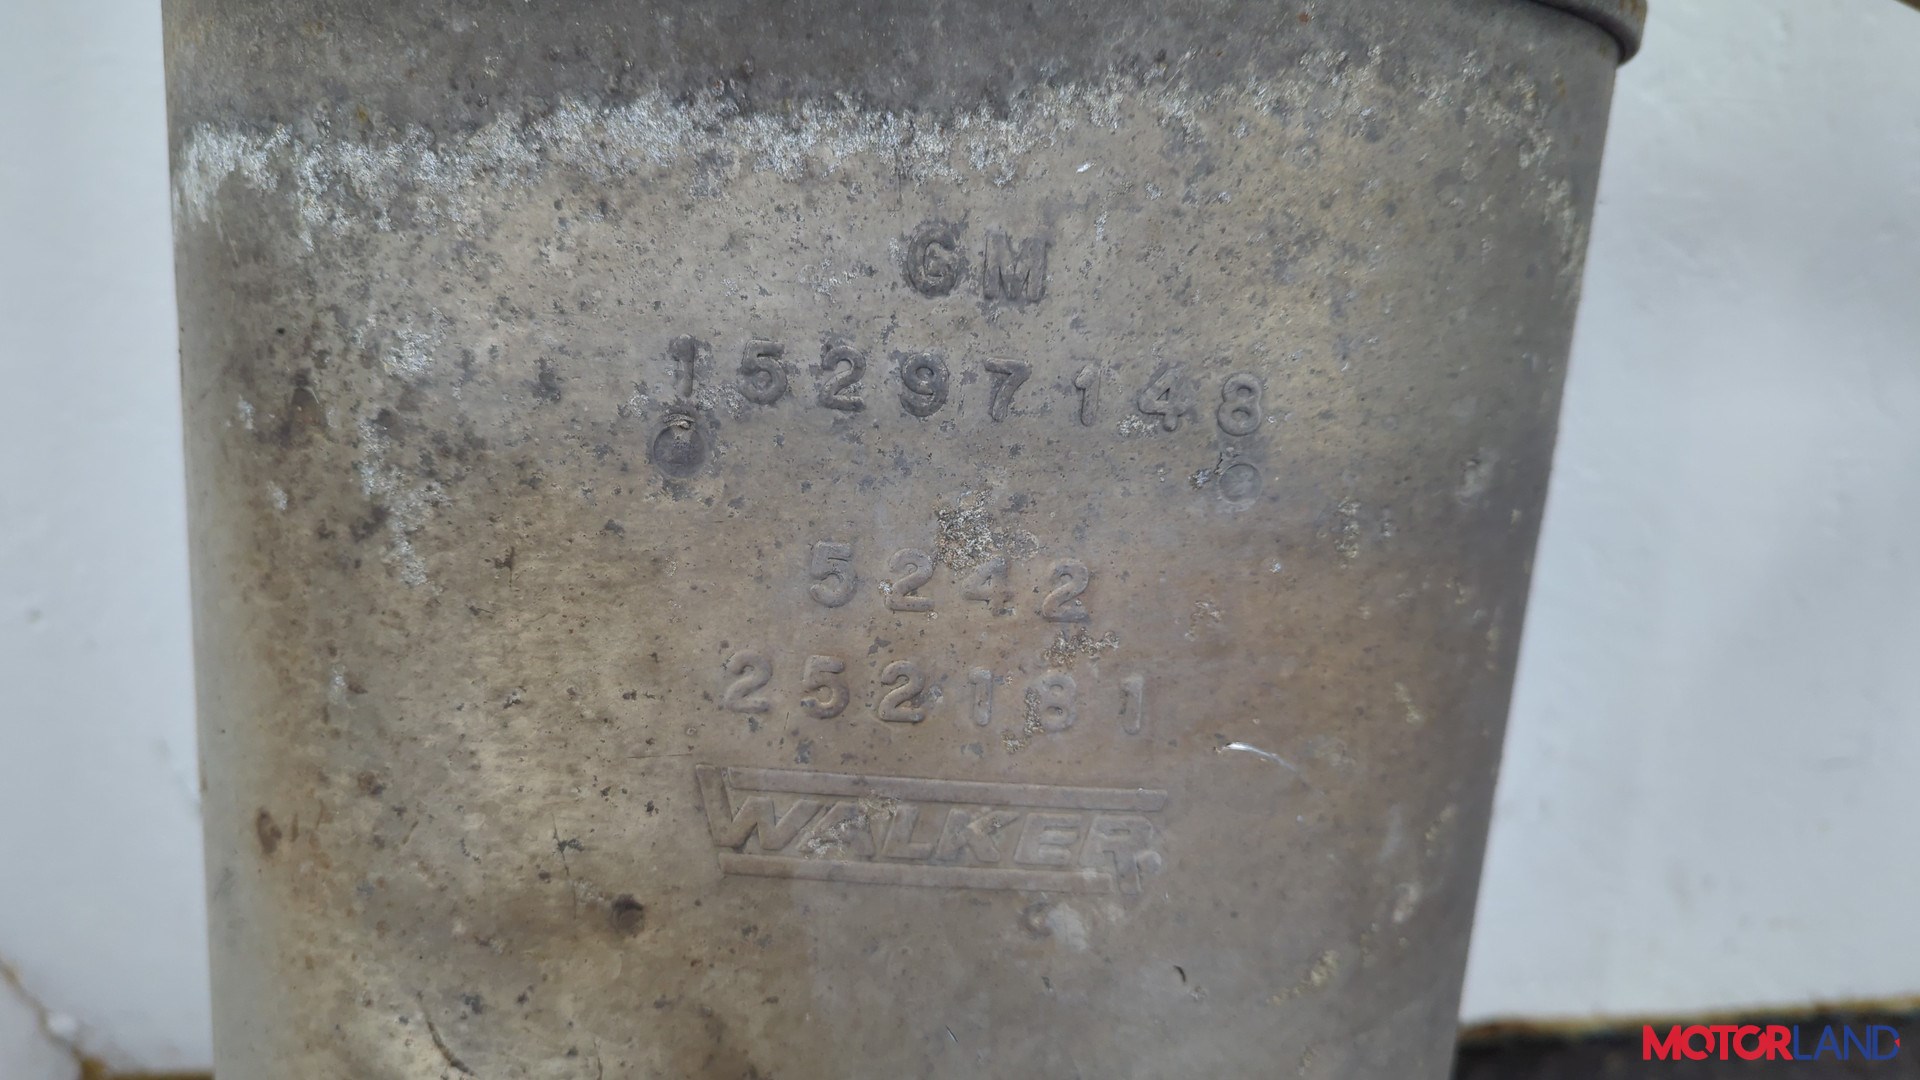 GM
15297148
5242
252181
WALKER
MOTORLAND